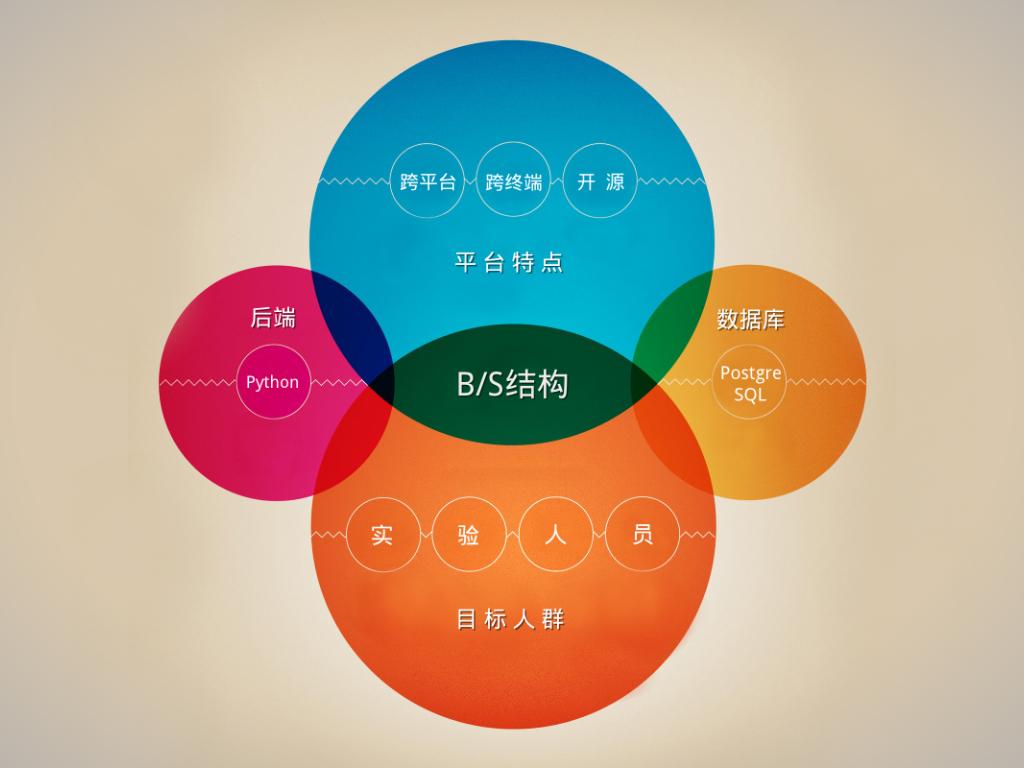 跨平台 跨终端 开 源
平台特点
后端
数据库
Python
Postgre
SQL
B/S结构
实 验 人 员
目标人群